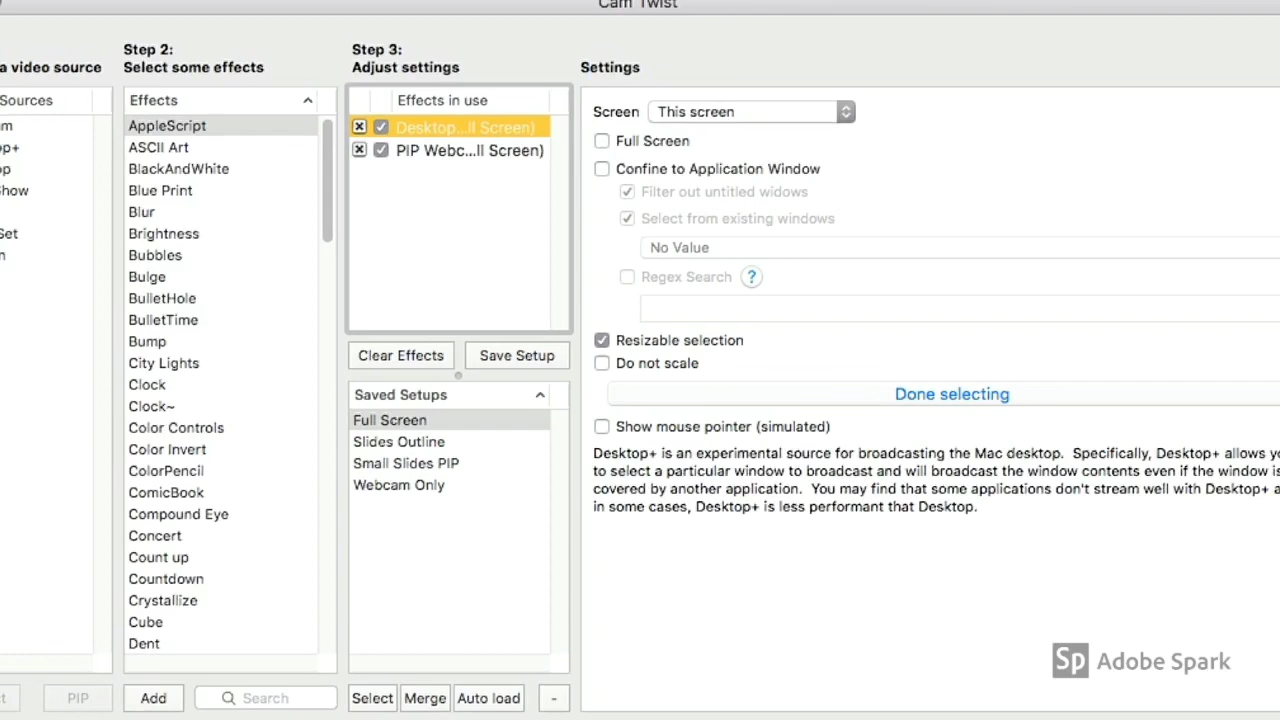 Cam Twist
a video source
Sources
am
op+
op
Show
Set
n
PIP
Step 2:
Select some effects
Effects
AppleScript
ASCII Art
BlackAndWhite
Blue Print
Blur
Brightness
Bubbles
Bulge
BulletHole
BulletTime
Bump
City Lights
Clock
Clock~
Color Controls
Color Invert
ColorPencil
ComicBook
Compound Eye
Concert
Count up
Countdown
Crystallize
Cube
Dent
Add
Search
Step 3:
Adjust settings
Effects in use
Desktop...ll Screen)
PIP Webc...ll Screen)
Clear Effects
Save Setup
Saved Setups
Full Screen
Slides Outline
Small Slides PIP
Webcam Only
Select
Merge
Auto load
-
Settings
Screen This screen
Full Screen
Confine to Application Window
Filter out untitled widows
Select from existing windows
No Value
Regex Search ?
Resizable selection
Do not scale
Done selecting
Show mouse pointer (simulated)
Desktop+ is an experimental source for broadcasting the Mac desktop. Specifically, Desktop+ allows yo
to select a particular window to broadcast and will broadcast the window contents even if the window is
covered by another application. You may find that some applications don't stream well with Desktop+ a
in some cases, Desktop+ is less performant that Desktop.
Sp Adobe Spark